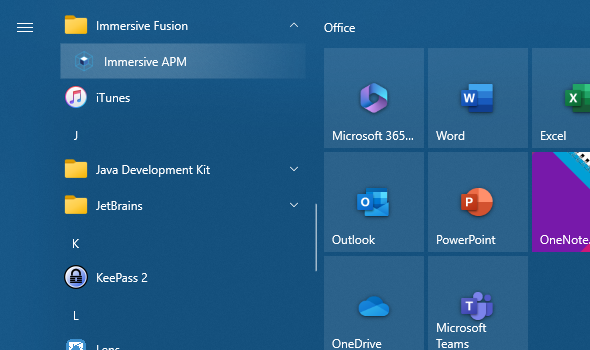 Immersive Fusion
Immersive APM
iTunes
J
Java Development Kit
JetBrains
K
KeePass 2
L
Lens
Office
Microsoft 365...
Word
Excel
Outlook
PowerPoint
OneNote...
OneDrive
Microsoft
Teams